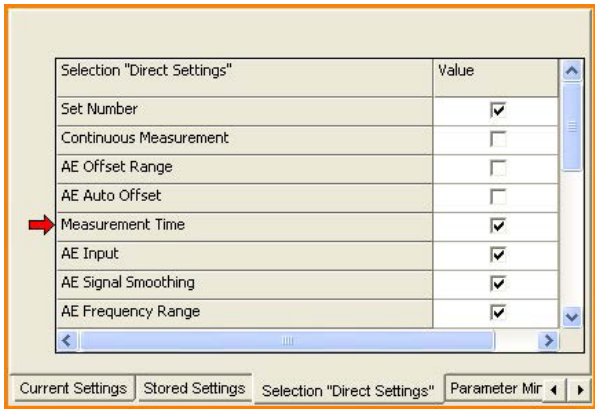 Selection "Direct Settings" Value
Set Number
Continuous Measurement
AE Offset Range
AE Auto Offset
Measurement Time
AE Input
AE Signal Smoothing
AE Frequency Range
Current Settings Stored Settings Selection "Direct Settings" Parameter Mir